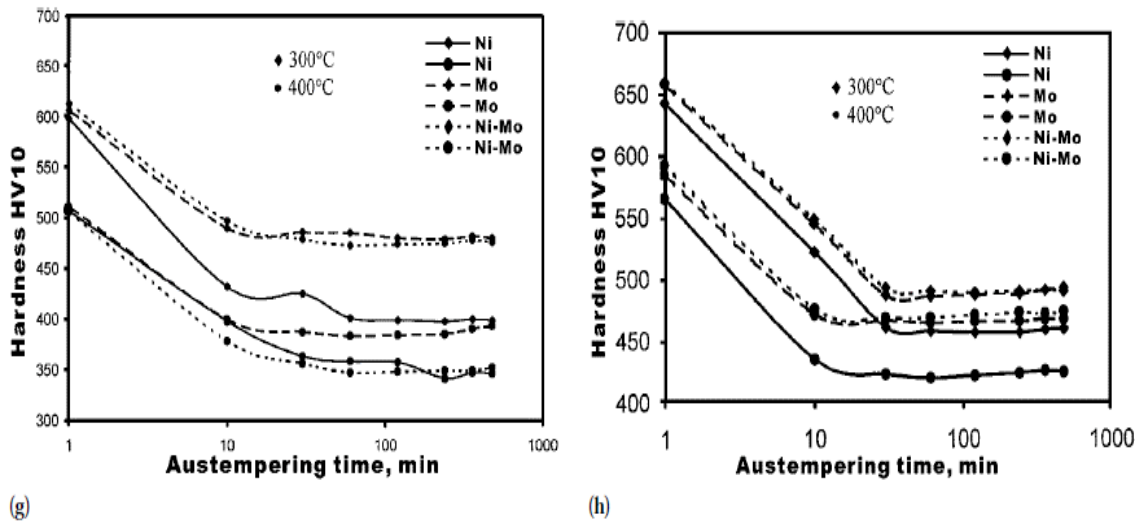 700
650
600
550
500
450
400
350
300
Hardness HV10
300°C
400°C
Ni
Ni
Mo
Mo
Ni-Mo
Ni-Mo
1
10
100
1000
Austempering time, min
(g)
700
650
600
550
500
450
400
Hardness HV10
300°C
400°C
Ni
Ni
Mo
Mo
Ni-Mo
Ni-Mo
1
10
100
1000
Austempering time, min
(h)